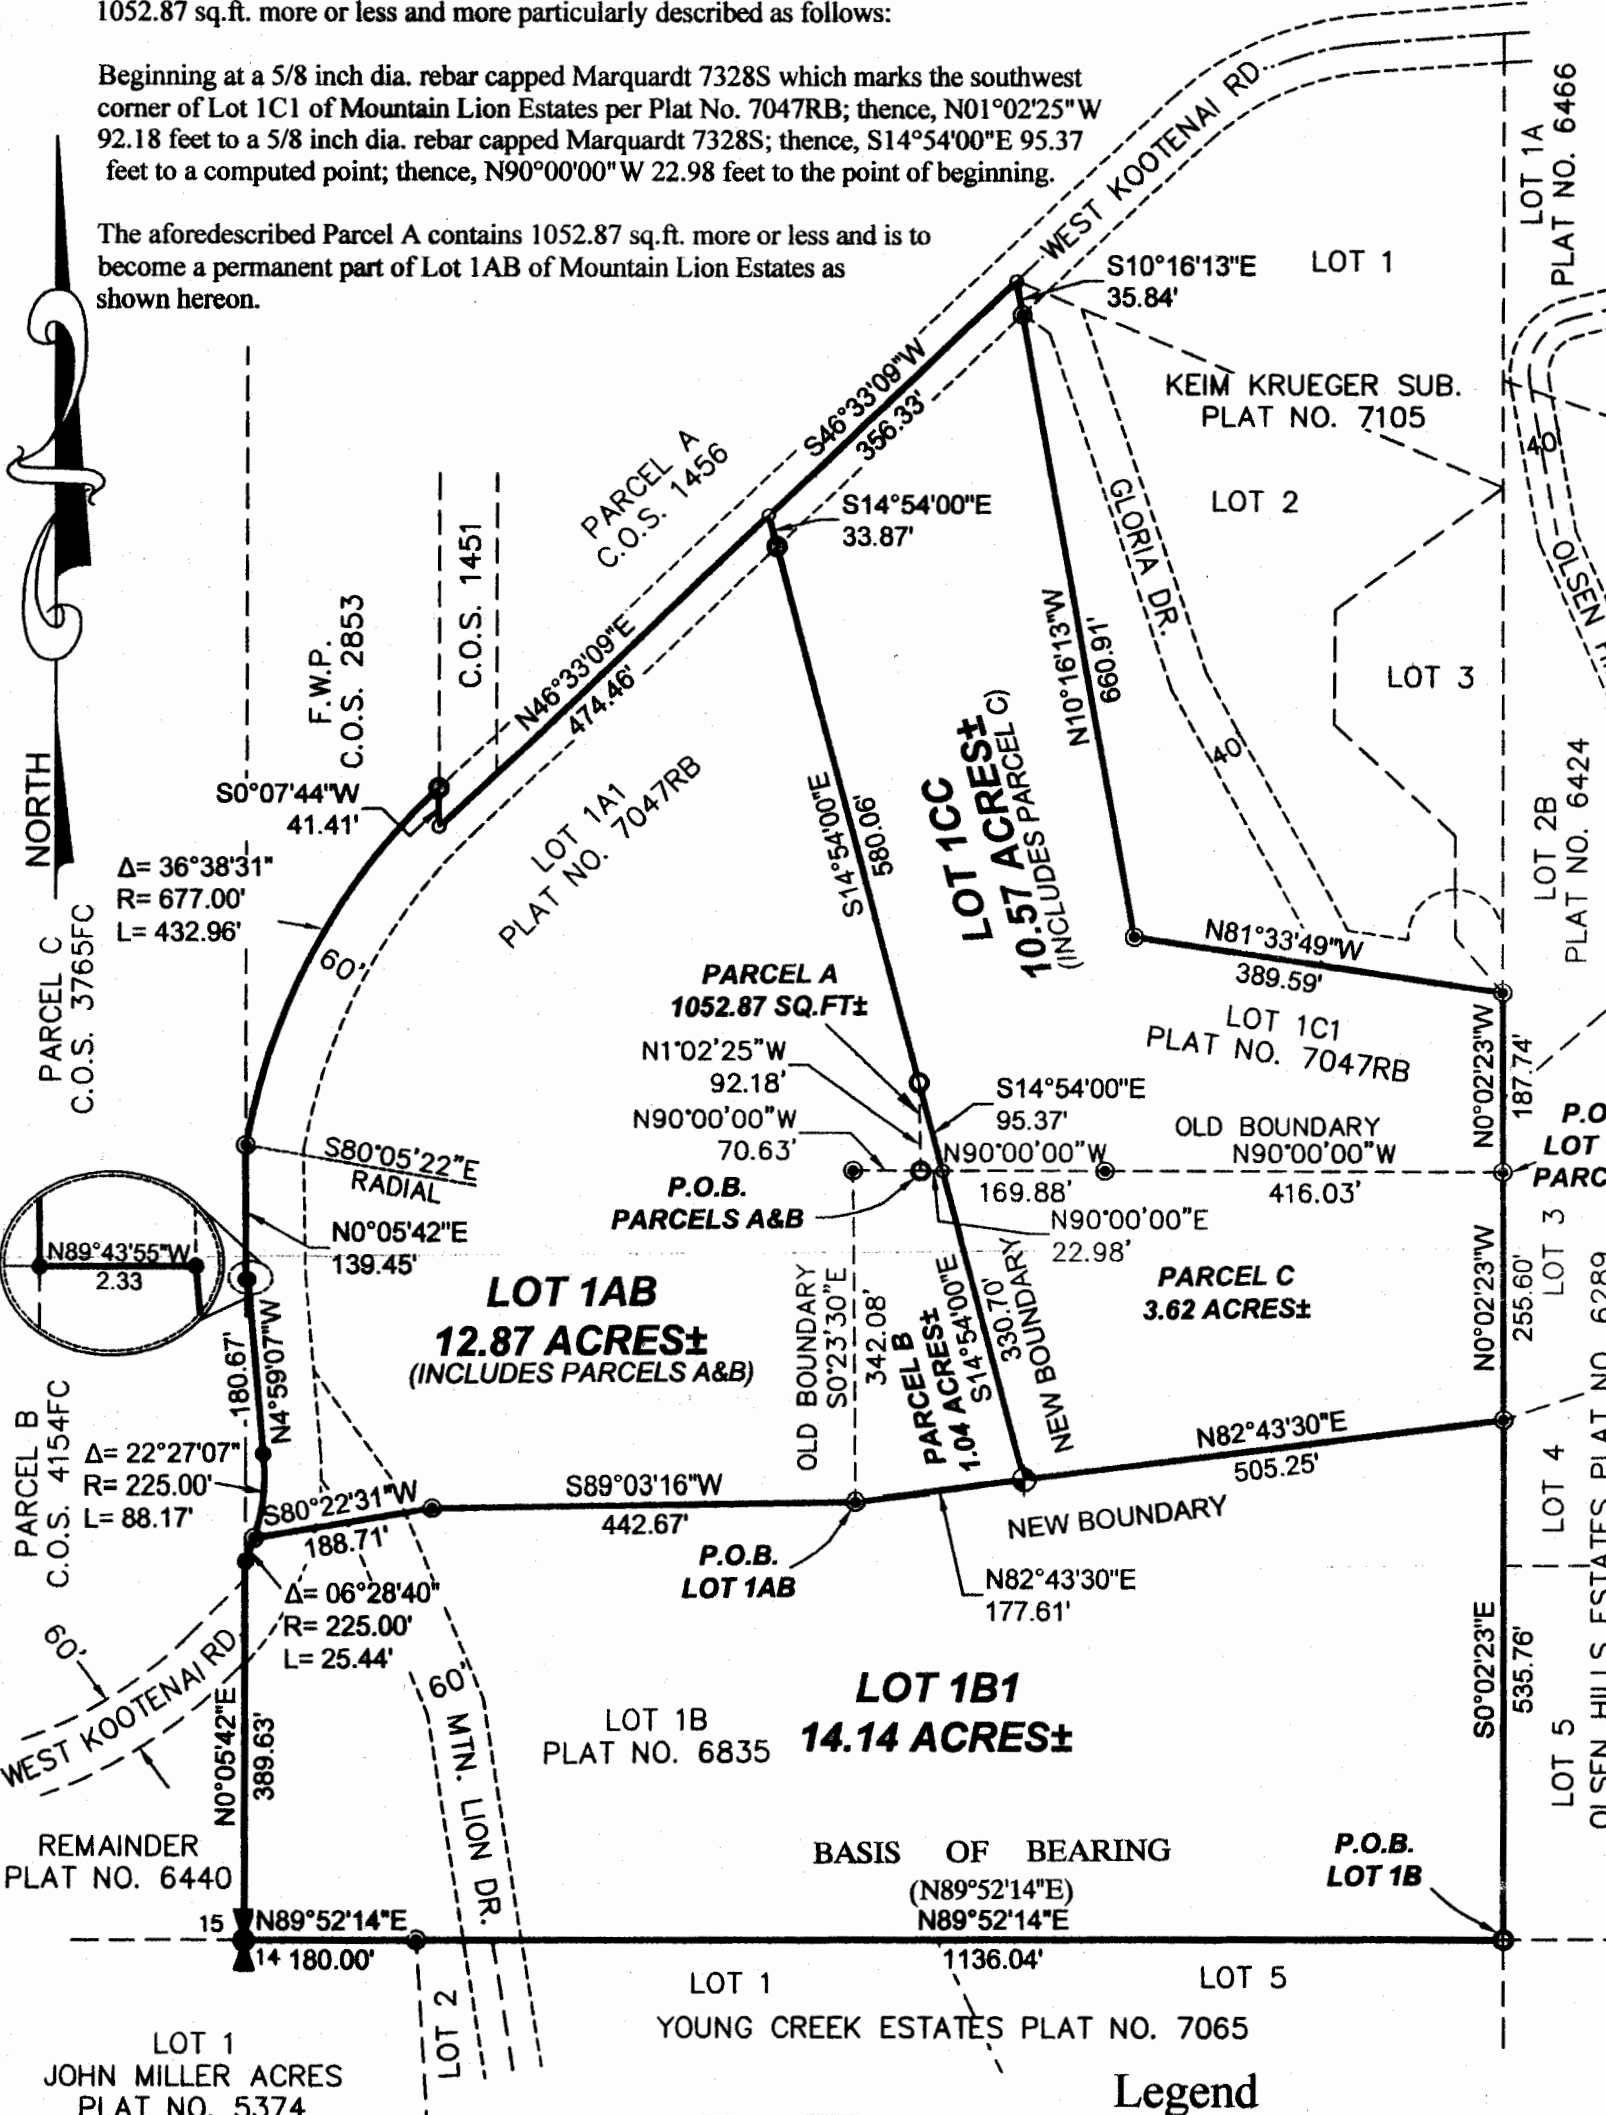 1052.87 sq.ft. more or less and more particularly described as follows:
Beginning at a 5/8 inch dia. rebar capped Marquardt 7328S which marks the southwest
corner of Lot 1C1 of Mountain Lion Estates per Plat No. 7047RB; thence, N01°02'25"W
92.18 feet to a 5/8 inch dia. rebar capped Marquardt 7328S; thence, S14°54'00"E 95.37
feet to a computed point; thence, N90°00'00"W 22.98 feet to the point of beginning.
The aforedescribed Parcel A contains 1052.87 sq.ft. more or less and is to
become a permanent part of Lot 1AB of Mountain Lion Estates as
shown hereon.
WEST KOOTENAI RD.
LOT 1A
PLAT NO. 6466
S10°16'13"E
35.84'
LOT 1
KEIM KRUEGER SUB.
PLAT NO. 7105
40
S46°33'09"W
356.33'
PARCEL A
C.O.S. 1456
S14°54'00"E
33.87'
GLORIA DR.
LOT 2
OLSEN
C.O.S. 1451
F.W.P.
C.O.S. 2853
N46°33'09"E
474.46'
N10°16'13"W
660.91'
LOT 3
40'
NORTH
S0°07'44"W
41.41'
LOT 1A1
PLAT NO. 7047RB
S14°54'00"E
580.06'
LOT 1CC
10.57 ACRES±
(INCLUDES PARCEL C)
LOT 2B
PLAT NO. 6424
Δ= 36°38'31"
R= 677.00'
L= 432.96'
60'
PARCEL C
C.O.S. 3765FC
N81°33'49"W
389.59'
PARCEL A
1052.87 SQ.FT±
LOT 1C1
PLAT NO. 7047RB
N1°02'25"W
92.18'
N0°02'23"W
187.74'
S14°54'00"E
95.37'
N90°00'00"W
70.63'
OLD BOUNDARY
N90°00'00"W
169.88'
N90°00'00"W
416.03'
P.O
LOT
PARC
S80°05'22"E
RADIAL
P.O.B.
PARCELS A&B
N90°00'00"E
22.98'
N0°05'42"E
139.45'
N89°43'55"W
2.33
LOT 1AB
12.87 ACRES±
(INCLUDES PARCELS A&B)
OLD BOUNDARY
S0°23'30"E
342.08'
PARCEL B
1.04 ACRES±
S14°54'00"E
330.70'
NEW BOUNDARY
PARCEL C
3.62 ACRES±
N0°02'23"W
255.60'
LOT 3
OLSEN HILLS ESTATES PLAT NO. 6289
180.67'
N4°59'07"W
PARCEL B
C.O.S. 4154FC
Δ= 22°27'07"
R= 225.00'
L= 88.17'
N82°43'30"E
505.25'
LOT 4
S80°22'31"W
188.71'
S89°03'16"W
442.67'
NEW BOUNDARY
P.O.B.
LOT 1AB
N82°43'30"E
177.61'
Δ= 06°28'40"
R= 225.00'
L= 25.44'
60'
WEST KOOTENAI RD.
N0°05'42"E
389.63'
60'
MTN. LION DR.
LOT 1B
PLAT NO. 6835
LOT 1B1
14.14 ACRES±
S0°02'23"E
535.76'
LOT 5
REMAINDER
PLAT NO. 6440
BASIS OF BEARING
(N89°52'14"E)
N89°52'14"E
1136.04'
P.O.B.
LOT 1B
15
14
N89°52'14"E
180.00'
LOT 2
LOT 1
LOT 5
YOUNG CREEK ESTATES PLAT NO. 7065
LOT 1
JOHN MILLER ACRES
PLAT NO. 5374
Legend